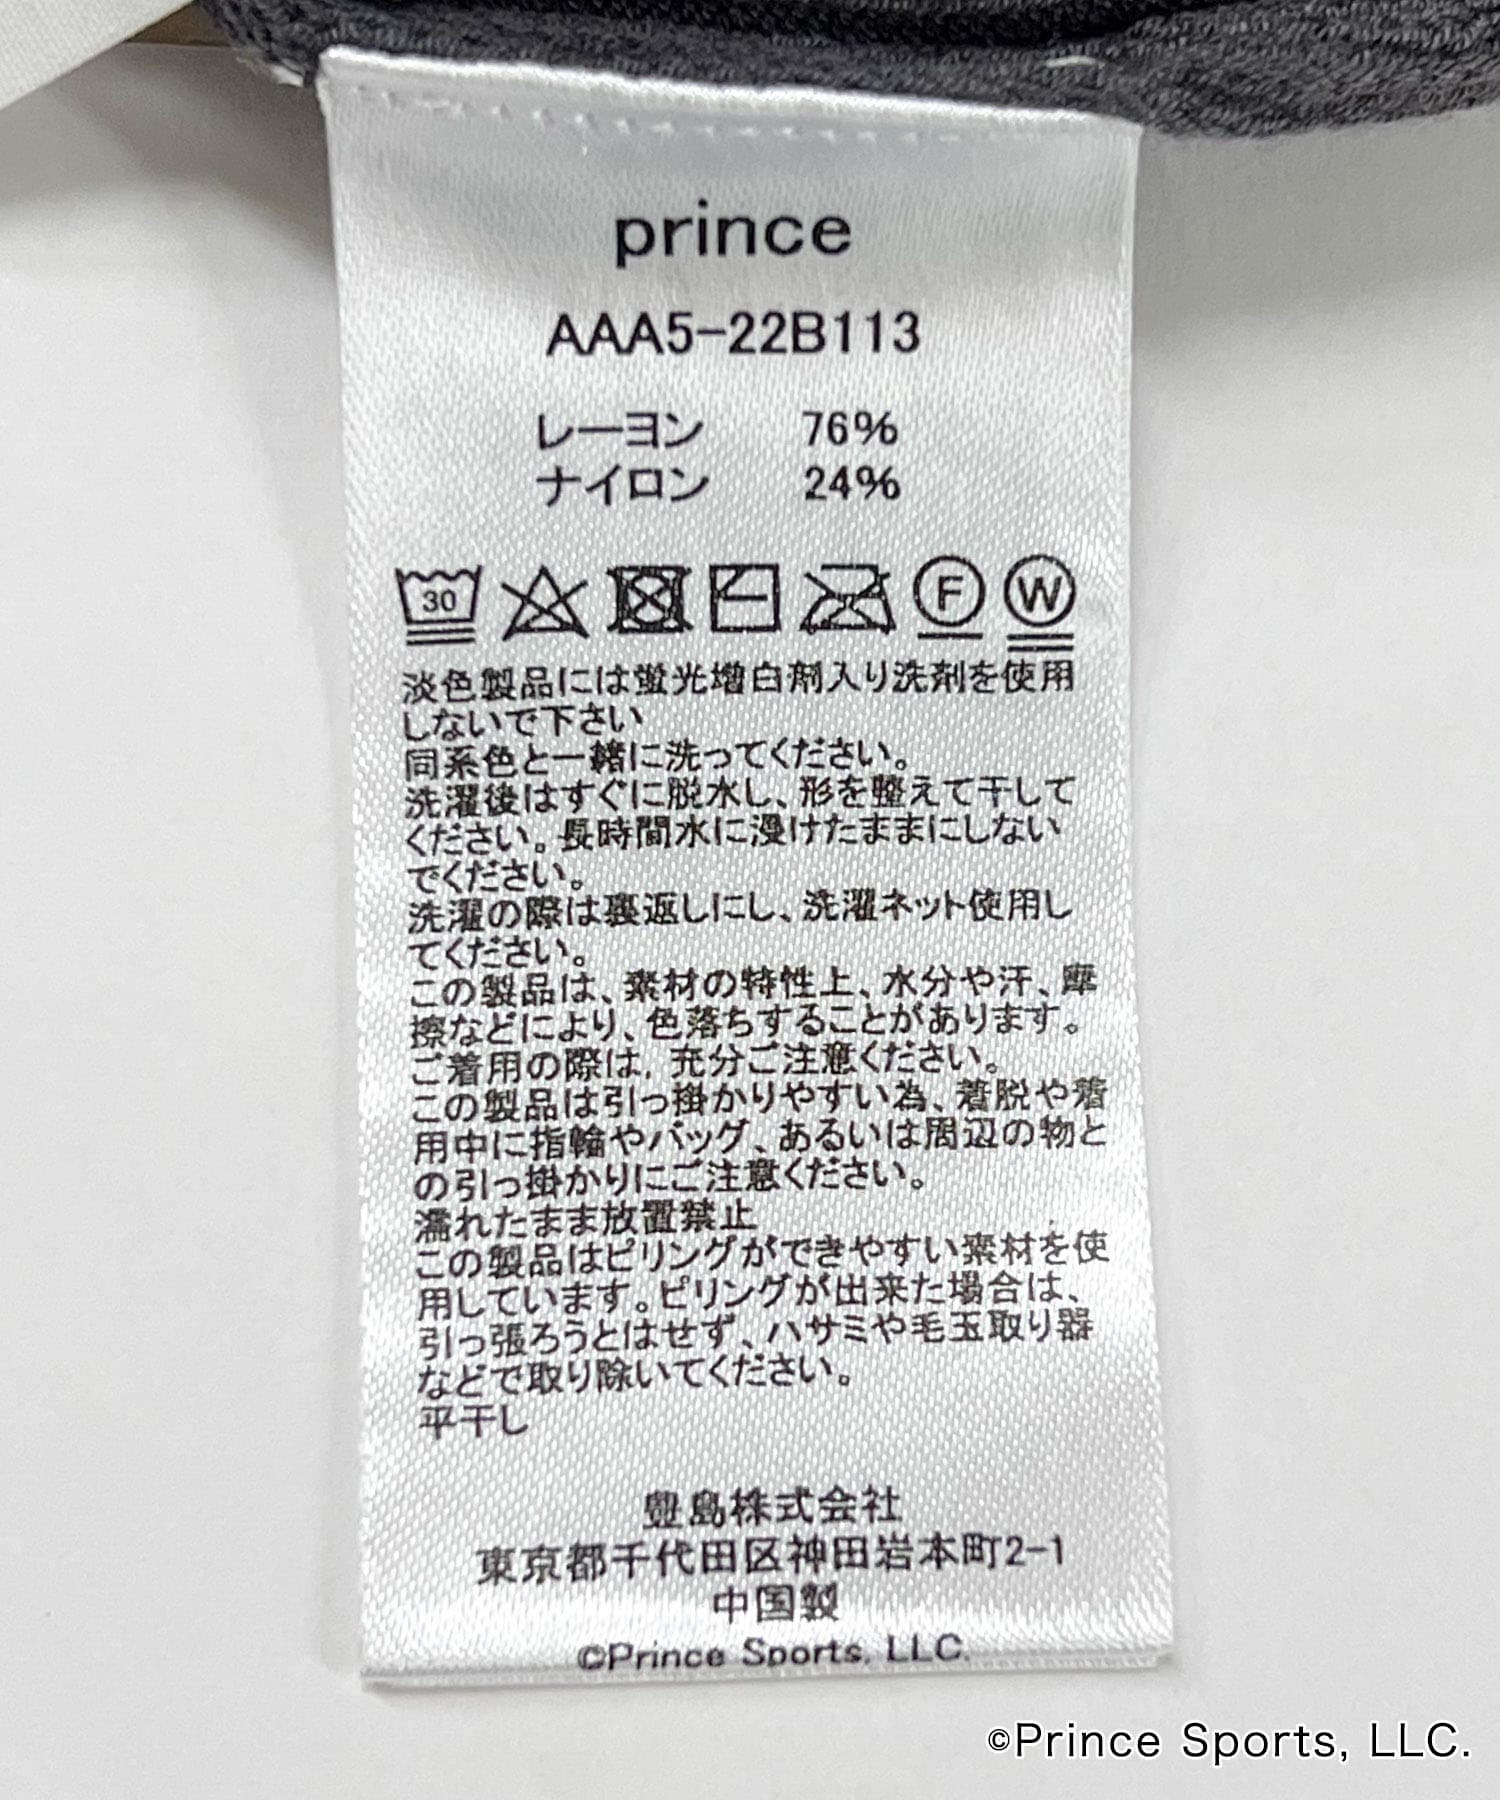 prince
AAA5-22B113
レーヨン 76%
ナイロン 24%
30 F W
淡色製品には蛍光増白剤入り洗剤を使用
しないで下さい
同系色と一緒に洗ってください。
洗濯後はすぐに脱水し、形を整えて干して
ください。長時間水に浸けたままにしない
でください。
洗濯の際は裏返しにし、洗濯ネット使用し
てください。
この製品は、素材の特性上、水分や汗、摩
擦などにより、色落ちすることがあります。
ご着用の際は、充分ご注意ください。
この製品は引っ掛かりやすい為、着脱や着
用中に指輪やバッグ、あるいは周辺の物と
の引っ掛かりにご注意ください。
濡れたまま放置禁止
この製品はピリングができやすい素材を使
用しています。ピリングが出来た場合は、
引っ張ろうとはせず、ハサミや毛玉取り器
などで取り除いてください。
平干し
豊島株式会社
東京都千代田区神田岩本町2-1
中国製
©Prince Sports, LLC.
©Prince Sports, LLC.